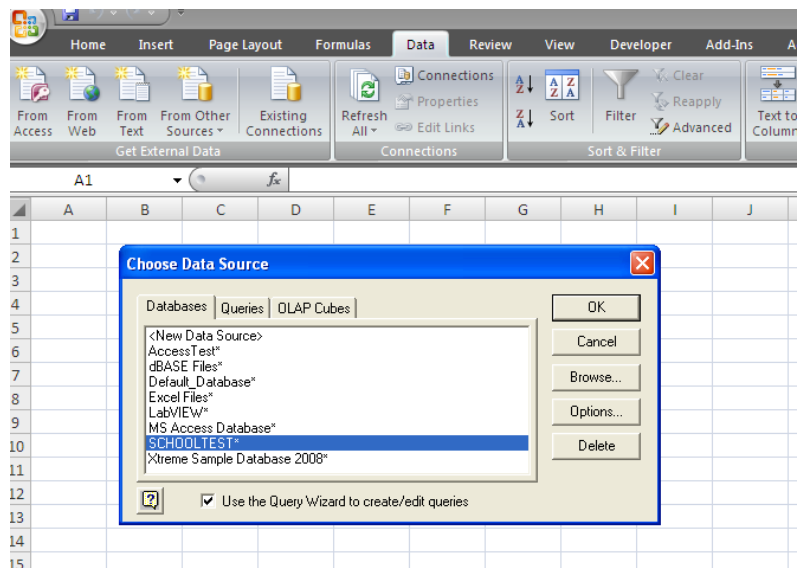 Home Insert Page Layout Formulas Data Review View Developer Add-Ins A
From Access
From Web
From Text
From Other Sources
Existing Connections
Refresh All
Connections
Properties
Edit Links
A Z
Z A
A Z Z A
Sort
Filter
Clear
Reapply
Advanced
Text to
Column
Get External Data Connections Sort & Filter
A1 fx
A B C D E F G H I J
1
2
3
4
5
6
7
8
9
10
11
12
13
14
15
Choose Data Source
Databases Queries OLAP Cubes
<New Data Source>
AccessTest*
dBASE Files*
Default_Database*
Excel Files*
LabVIEW*
MS Access Database*
SCHOOLTEST*
Xtreme Sample Database 2008*
OK
Cancel
Browse...
Options...
Delete
? Use the Query Wizard to create/edit queries